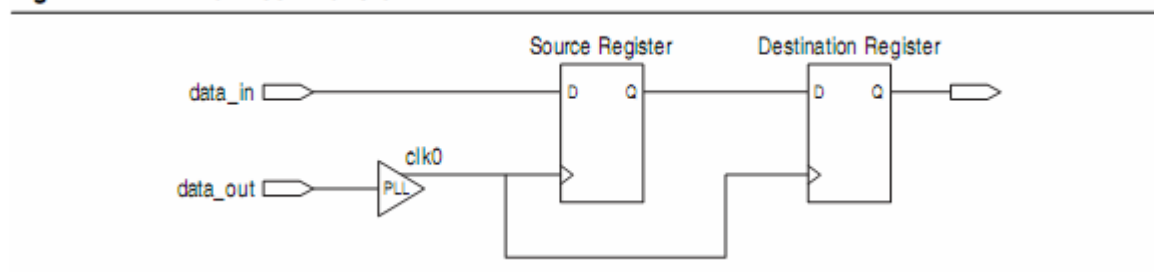 Source Register Destination Register
data_in D Q D Q
clk0
data_out PLL